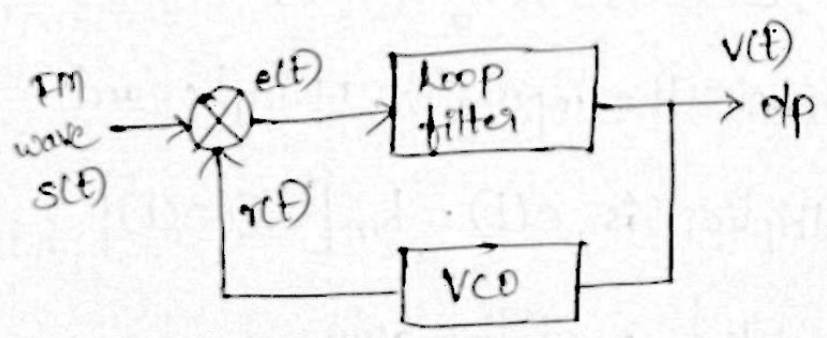 FM
wave
s(t)
e(t)
Loop
filter
v(t)
o/p
r(t)
VCO